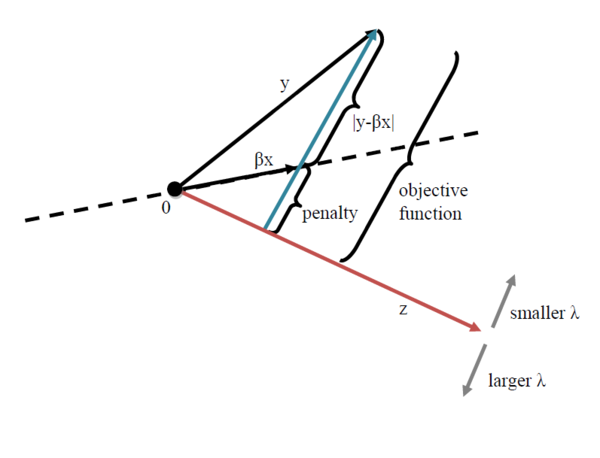 y
|y-βx|
βx
0
penalty
objective
function
z
smaller λ
larger λ